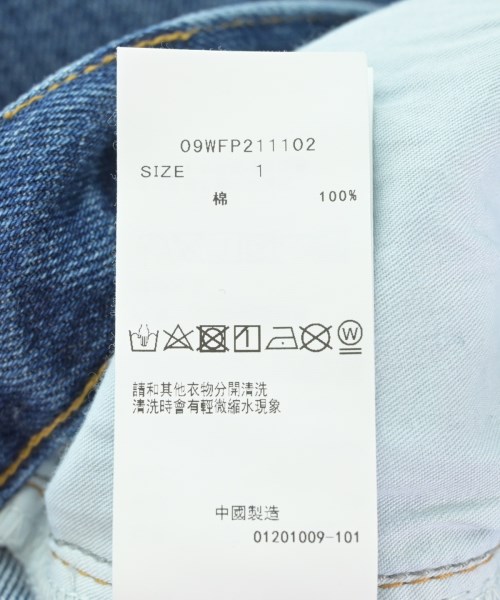 09WFP211102
SIZE 1
棉 100%
W
請和其他衣物分開清洗
清洗時會有輕微縮水現象
中國製造
01201009-101